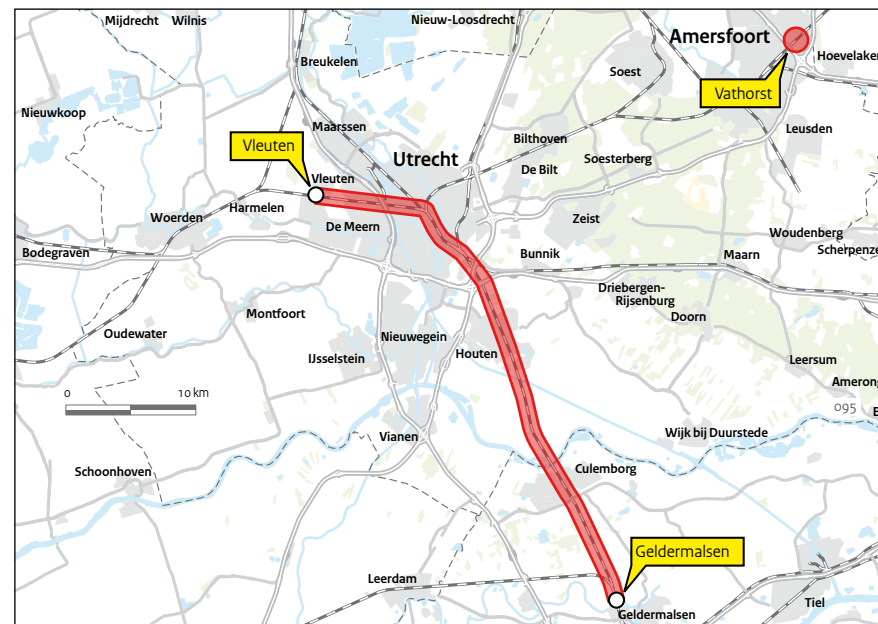 Mijdrecht
Wilnis
Nieuw-Loosdrecht
Amersfoort
Hoevelaken
Breukelen
Soest
Vathorst
Nieuwkoop
Maarssen
Bilthoven
Leusden
Vleuten
Utrecht
Soesterberg
De Bilt
Vleuten
Harmelen
Woerden
De Meern
Zeist
Woudenberg
Bodegraven
Bunnik
Maarn
Scherpenze
Driebergen-
Rijsenburg
Montfoort
Doorn
Oudewater
Nieuwegein
IJsselstein
Houten
Leersum
Amerong
0
10 km
095
Vianen
Wijk bij Duurstede
Schoonhoven
Culemborg
Geldermalsen
Leerdam
Tiel
Geldermalsen